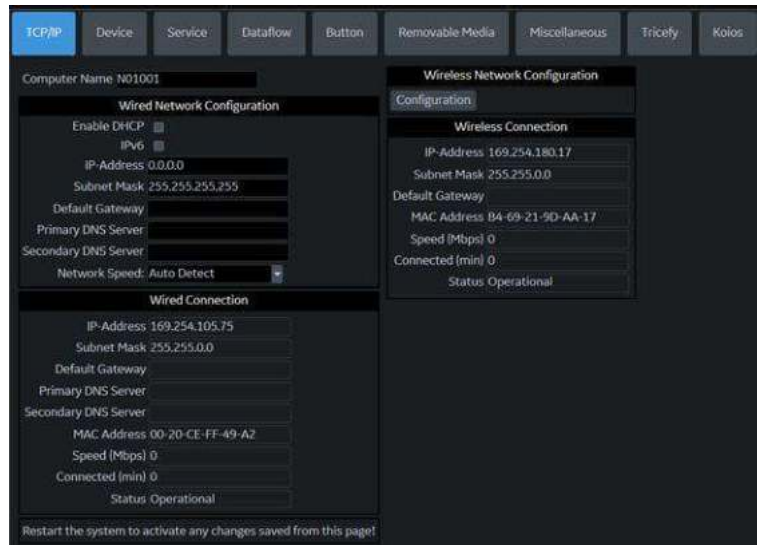 TCP/IP Device Service Dataflow Button Removable Media Miscellaneous Tricefy Koios
Computer Name N01001
Wired Network Configuration
Enable DHCP
IPv6
IP-Address 0.0.0.0
Subnet Mask 255.255.255.255
Default Gateway
Primary DNS Server
Secondary DNS Server
Network Speed: Auto Detect
Wired Connection
IP-Address 169.254.105.75
Subnet Mask 255.255.0.0
Default Gateway
Primary DNS Server
Secondary DNS Server
MAC Address 00-20-CE-FF-49-A2
Speed (Mbps) 0
Connected (min) 0
Status Operational
Restart the system to activate any changes saved from this page!
Wireless Network Configuration
Configuration
Wireless Connection
IP-Address 169.254.180.17
Subnet Mask 255.255.0.0
Default Gateway
MAC Address B4-69-21-9D-AA-17
Speed (Mbps) 0
Connected (min) 0
Status Operational